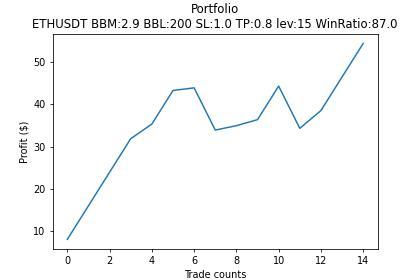 Portfolio
ETHUSDT BBM:2.9 BBL:200 SL:1.0 TP:0.8 lev:15 WinRatio:87.0
50
40
30
20
10
Profit ($)
0 2 4 6 8 10 12 14
Trade counts